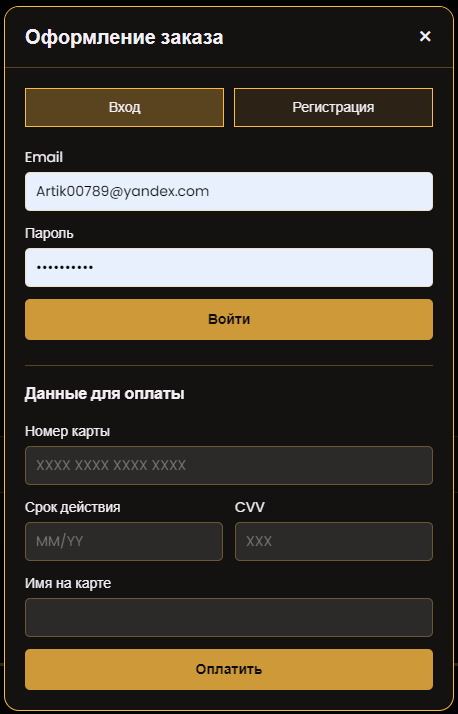 Оформление заказа ×
Вход Регистрация
Email
Artik00789@yandex.com
Пароль
••••••••••
Войти
Данные для оплаты
Номер карты
XXXX XXXX XXXX XXXX
Срок действия CVV
MM/YY XXX
Имя на карте
Оплатить